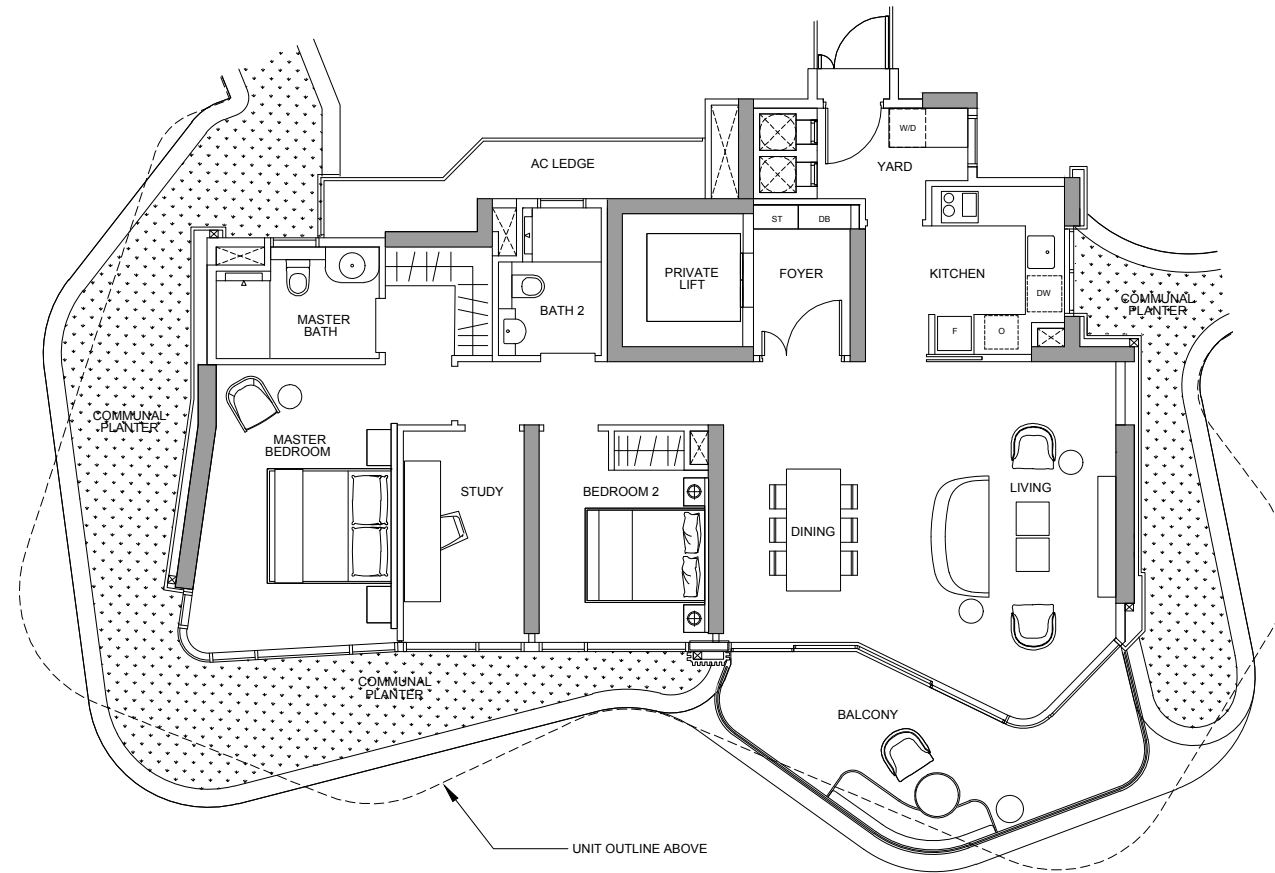 W/D
AC LEDGE
YARD
ST
DB
PRIVATE
LIFT
FOYER
KITCHEN
DW
COMMUNAL
PLANTER
MASTER
BATH
BATH 2
F
O
COMMUNAL
PLANTER
MASTER
BEDROOM
STUDY
BEDROOM 2
DINING
LIVING
COMMUNAL
PLANTER
BALCONY
UNIT OUTLINE ABOVE